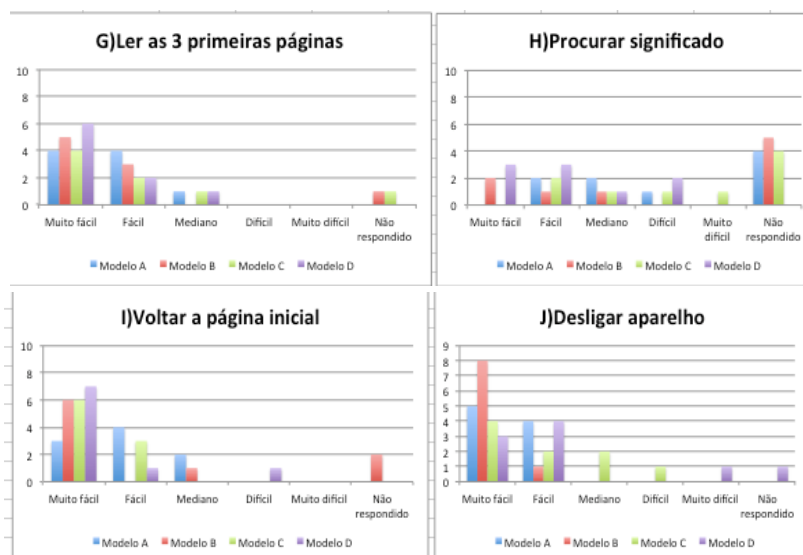 G)Ler as 3 primeiras páginas
10
8
6
4
2
0
Muito fácil Fácil Mediano Difícil Muito difícil Não respondido
Modelo A Modelo B Modelo C Modelo D
H)Procurar significado
10
8
6
4
2
0
Muito fácil Fácil Mediano Difícil Muito difícil Não respondido
Modelo A Modelo B Modelo C Modelo D
I)Voltar a página inicial
10
8
6
4
2
0
Muito fácil Fácil Mediano Difícil Muito difícil Não respondido
Modelo A Modelo B Modelo C Modelo D
J)Desligar aparelho
9
8
7
6
5
4
3
2
1
0
Muito fácil Fácil Mediano Difícil Muito difícil Não respondido
Modelo A Modelo B Modelo C Modelo D